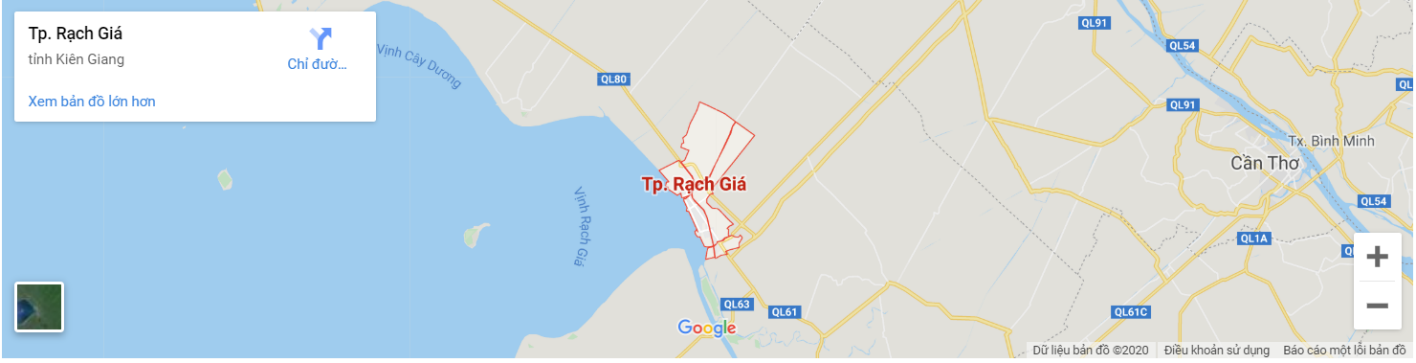 Tp. Rạch Giá
tỉnh Kiên Giang
Chỉ đườ...
Xem bản đồ lớn hơn
Vịnh Cây Dương
QL80
QL91
QL54
QL
QL91
Tx. Bình Minh
Cần Thơ
Tp. Rạch Giá
Vịnh Rạch Giá
QL54
QL1A
QL63
QL61
QL61C
Google
Dữ liệu bản đồ ©2020 Điều khoản sử dụng Báo cáo một lỗi bản đồ